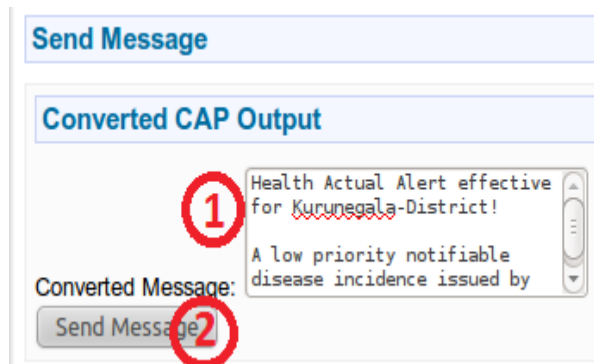 Send Message
Converted CAP Output
Health Actual Alert effective
for Kurunegala-District!
A low priority notifiable
disease incidence issued by
1
Converted Message:
Send Message
2